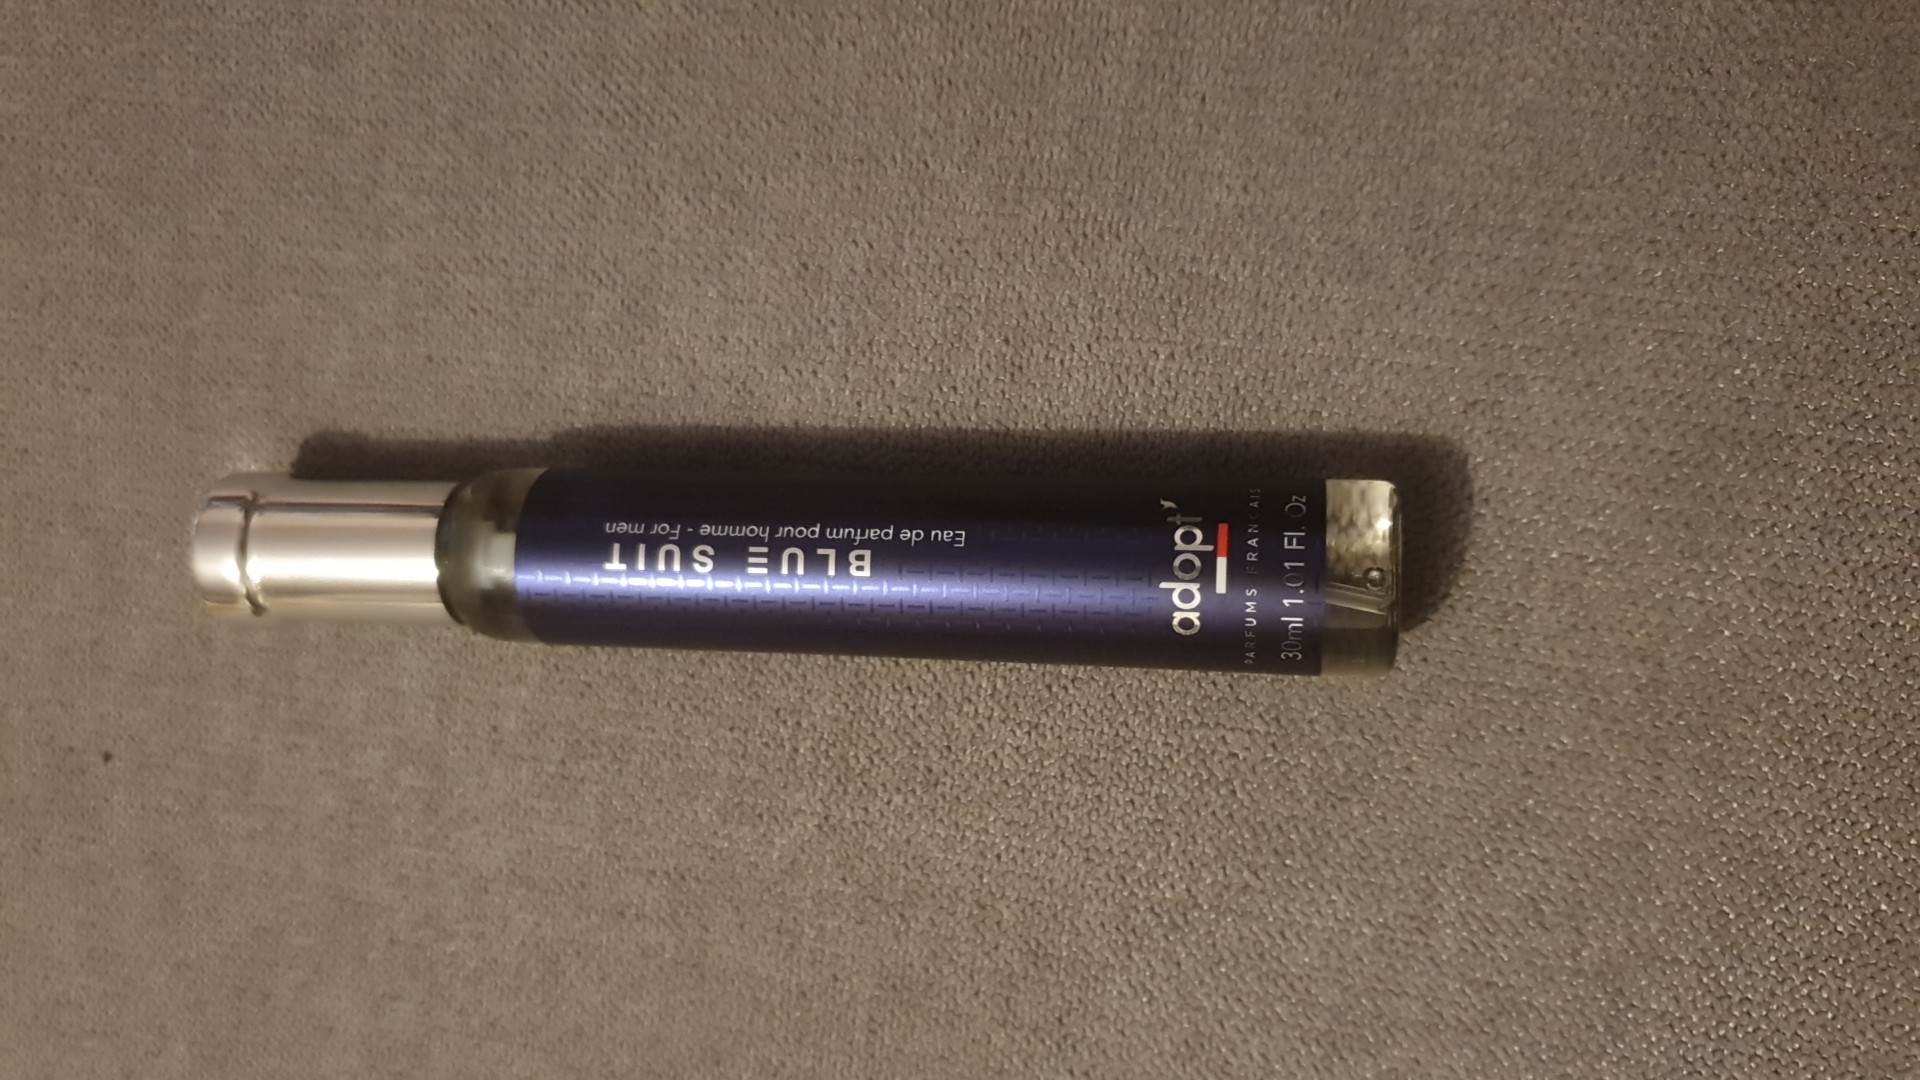 BLUE SUIT
Eau de parfum pour homme - For men
adopt'
PARFUMS FRANÇAIS
30ml 1.01 Fl. Oz